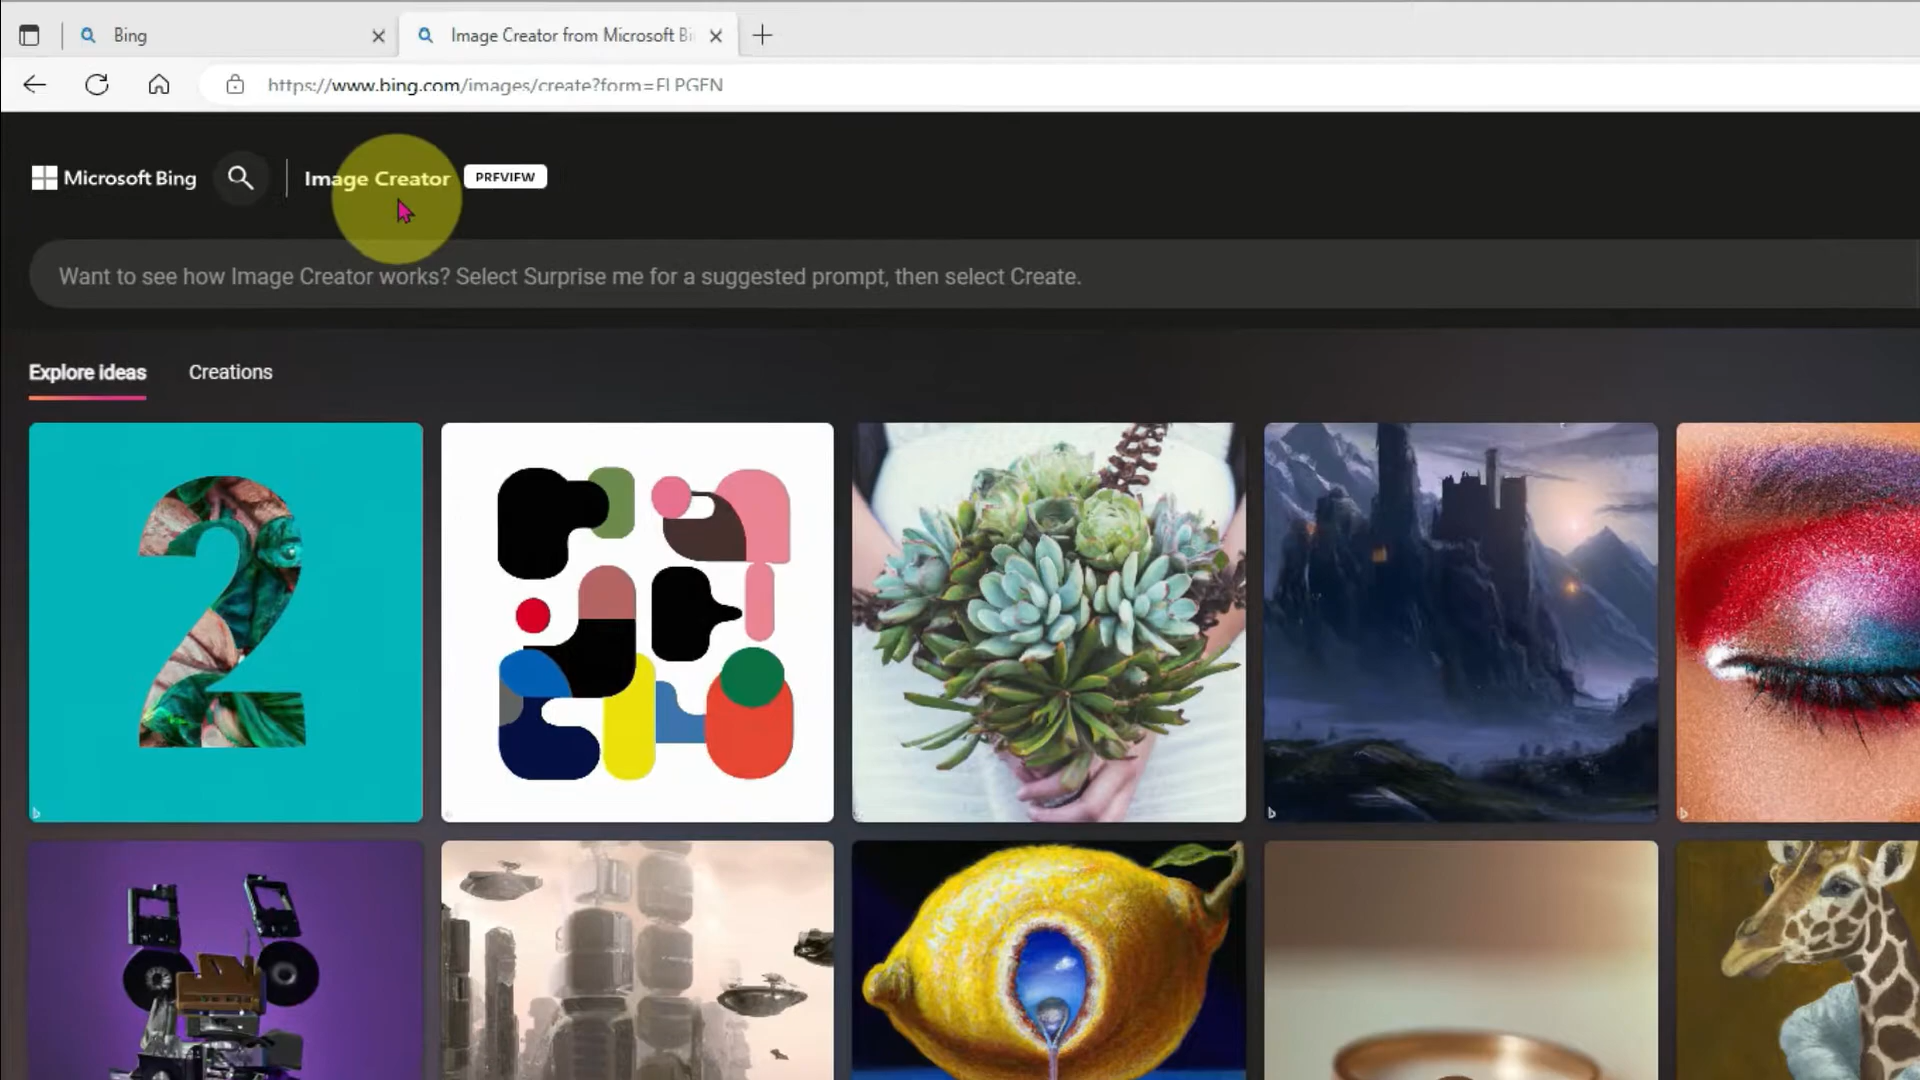 Bing
Image Creator from Microsoft Bi
https://www.bing.com/images/create?form=FLPGEN
Microsoft Bing
Image Creator
PREVIEW
Want to see how Image Creator works? Select Surprise me for a suggested prompt, then select Create.
Explore ideas
Creations
2